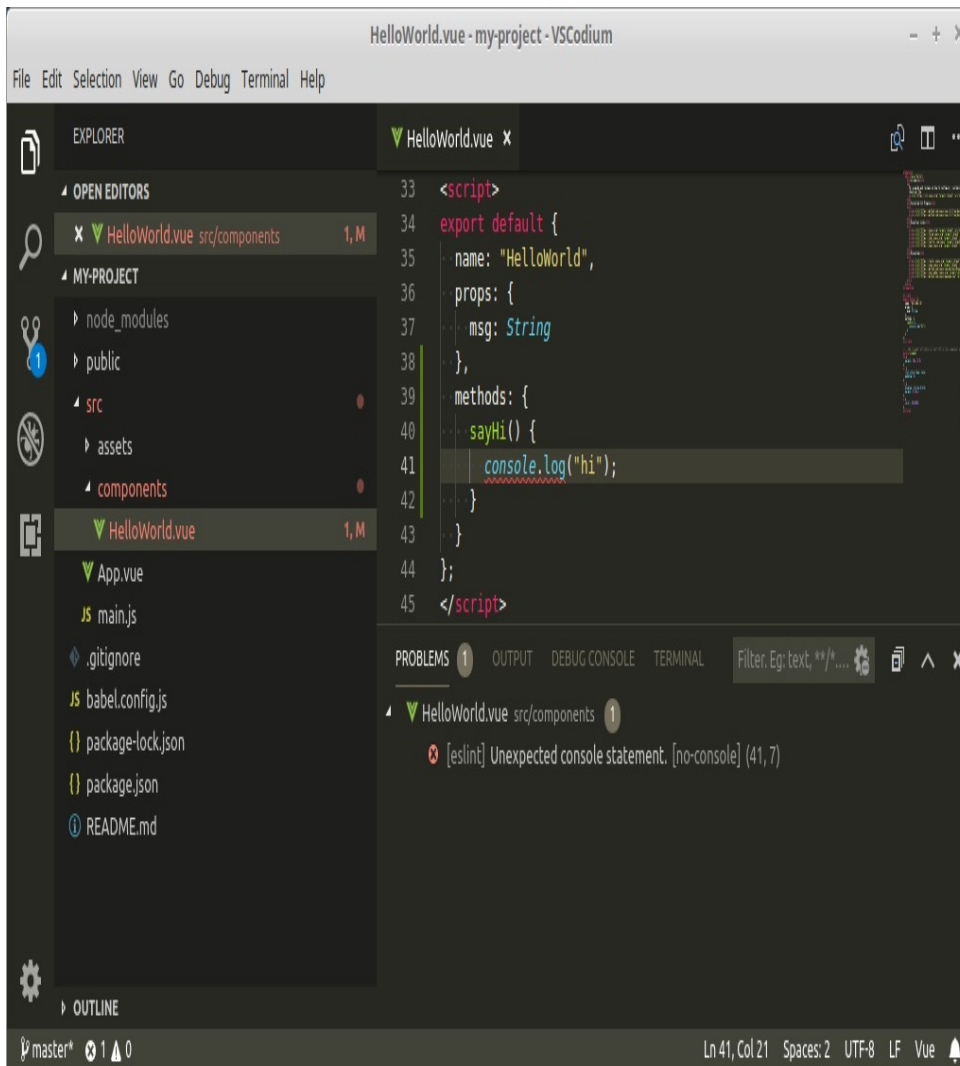 HelloWorld.vue - my-project - VSCodium
File Edit Selection View Go Debug Terminal Help
EXPLORER
OPEN EDITORS
HelloWorld.vue src/components 1, M
MY-PROJECT
node_modules
public
src
assets
components
HelloWorld.vue 1, M
App.vue
JS main.js
.gitignore
JS babel.config.js
{} package-lock.json
{} package.json
README.md
OUTLINE
1
HelloWorld.vue
33 <script>
34 export default {
35 name: "HelloWorld",
36 props: {
37 msg: String
38 },
39 methods: {
40 sayHi() {
41 console.log("hi");
42 }
43 }
44 };
45 </script>
PROBLEMS 1 OUTPUT DEBUG CONSOLE TERMINAL Filter. Eg: text, **/*....
HelloWorld.vue src/components 1
[eslint] Unexpected console statement. [no-console] (41, 7)
master* 1 0 Ln 41, Col 21 Spaces: 2 UTF-8 LF Vue